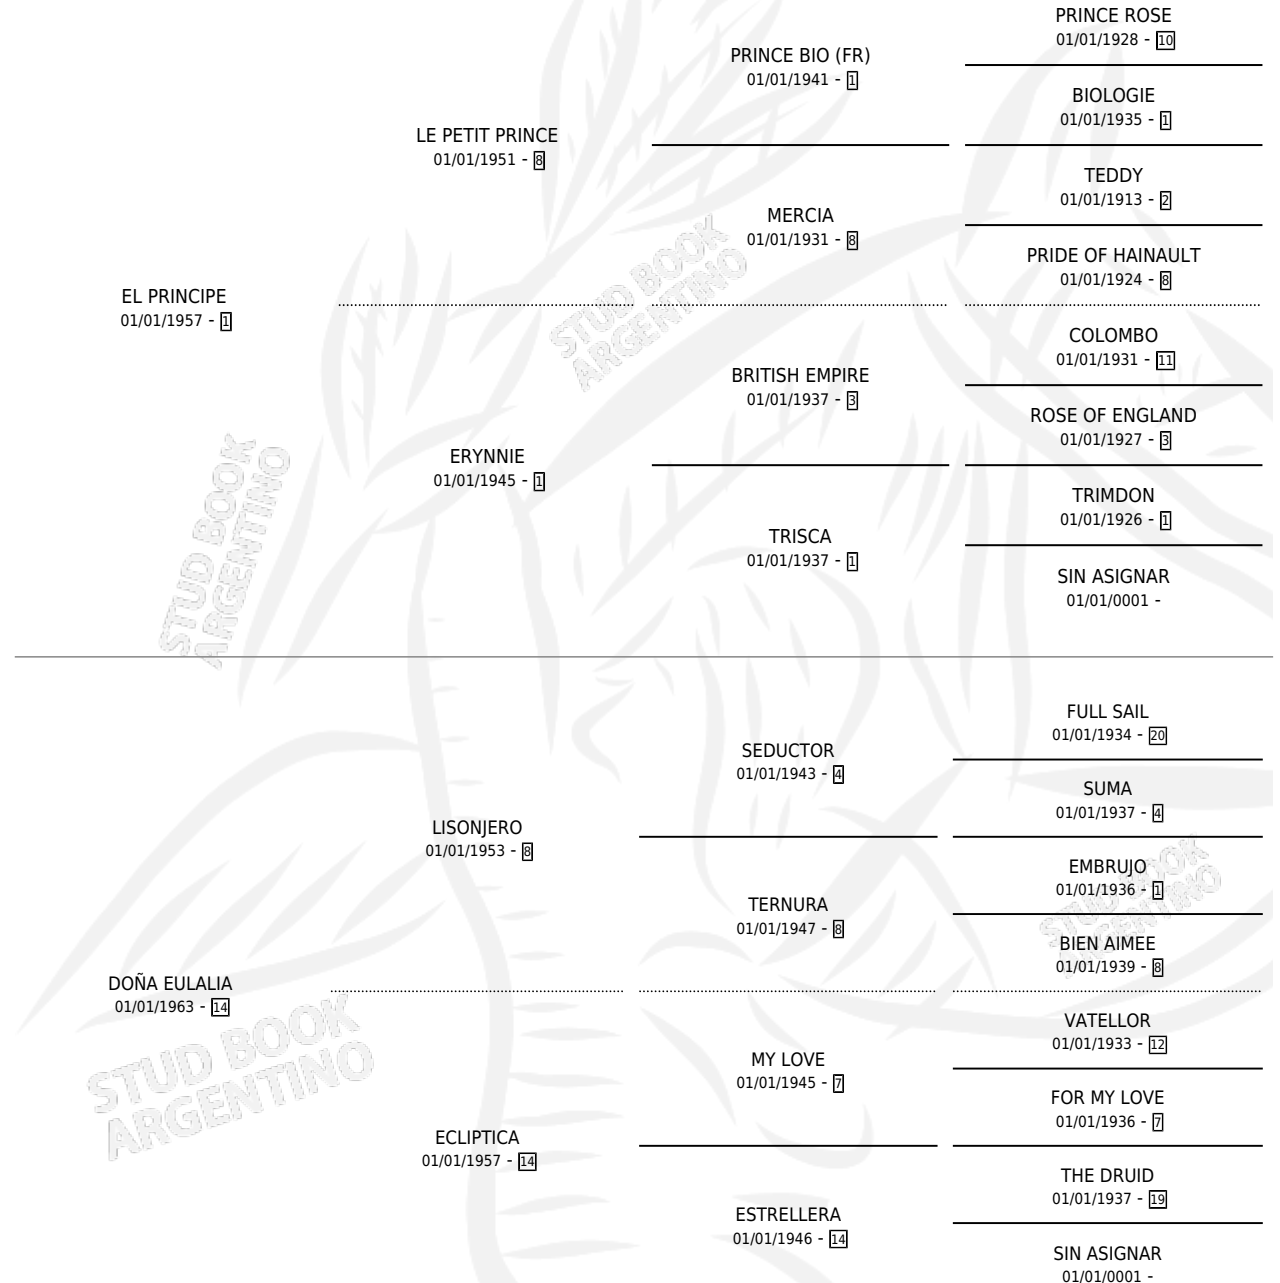 PRINCE ROSE
01/01/1928 - 10
PRINCE BIO (FR)
01/01/1941 - 1
BIOLOGIE
01/01/1935 - 1
LE PETIT PRINCE
01/01/1951 - 8
TEDDY
01/01/1913 - 2
MERCIA
01/01/1931 - 8
PRIDE OF HAINAULT
01/01/1924 - 8
EL PRINCIPE
01/01/1957 - 1
COLOMBO
01/01/1931 - 11
BRITISH EMPIRE
01/01/1937 - 3
ROSE OF ENGLAND
01/01/1927 - 3
ERYNNIE
01/01/1945 - 1
TRIMDON
01/01/1926 - 1
TRISCA
01/01/1937 - 1
SIN ASIGNAR
01/01/0001 -
FULL SAIL
01/01/1934 - 20
SEDUCTOR
01/01/1943 - 4
SUMA
01/01/1937 - 4
LISONJERO
01/01/1953 - 8
EMBRUJO
01/01/1936 - 1
TERNURA
01/01/1947 - 8
BIEN AIMEE
01/01/1939 - 8
DOÑA EULALIA
01/01/1963 - 14
VATELLOR
01/01/1933 - 12
MY LOVE
01/01/1945 - 7
FOR MY LOVE
01/01/1936 - 7
ECLIPTICA
01/01/1957 - 14
THE DRUID
01/01/1937 - 19
ESTRELLERA
01/01/1946 - 14
SIN ASIGNAR
01/01/0001 -
STUD BOOK
ARGENTINO
STUD BOOK
ARGENTINO
STUD BOOK
ARGENTINO
STUD BOOK
ARGENTINO